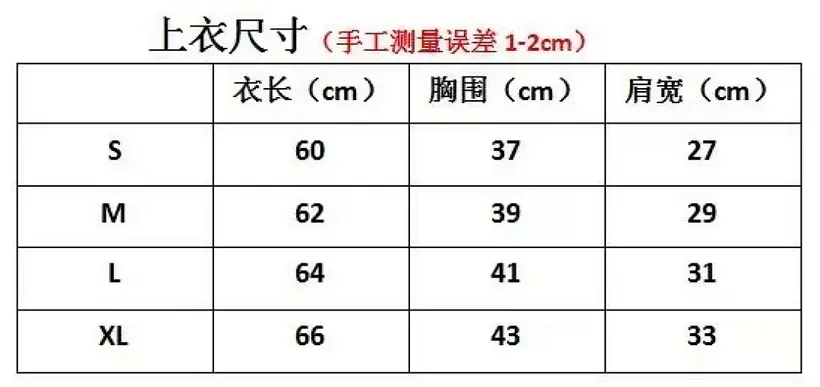 上衣尺寸（手工测量误差 1-2cm）
衣长（cm） 胸围（cm） 肩宽（cm）
S 60 37 27
M 62 39 29
L 64 41 31
XL 66 43 33